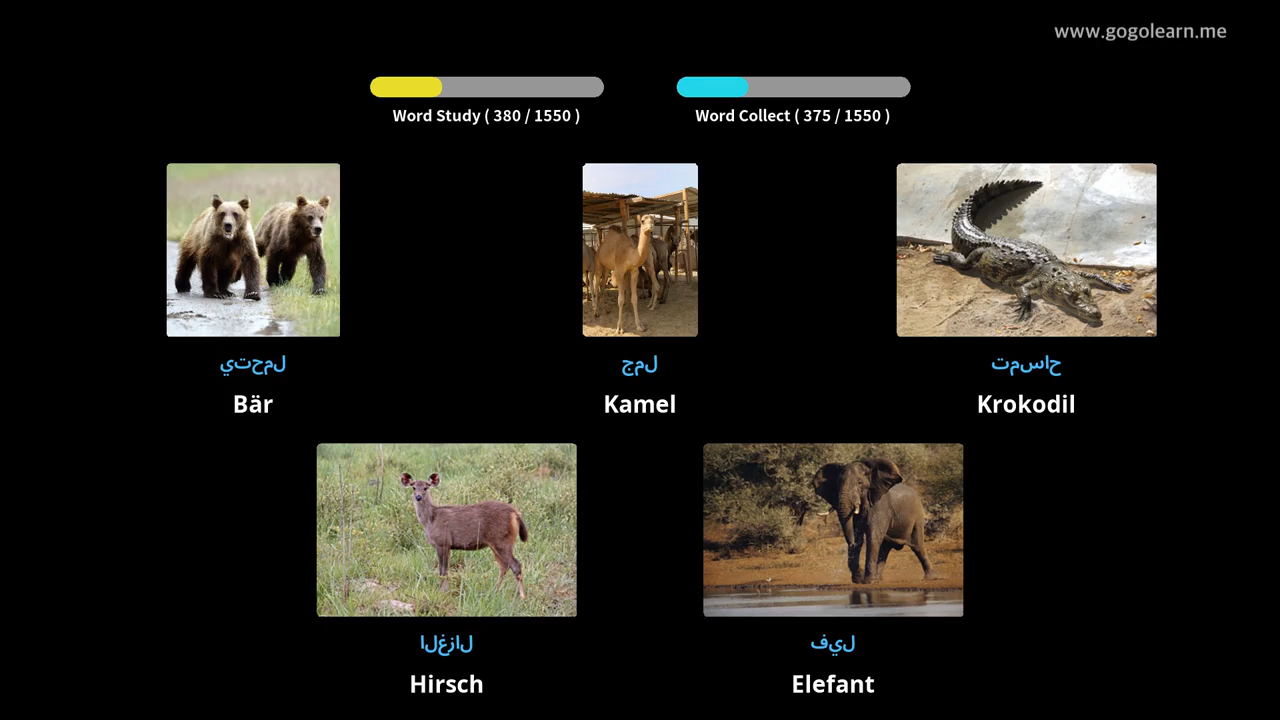 www.gogolearn.me
Word Study ( 380 / 1550 )
Word Collect ( 375 / 1550 )
يتحمل
جمل
تمساح
Bär
Kamel
Krokodil
الغزال
فيل
Hirsch
Elefant